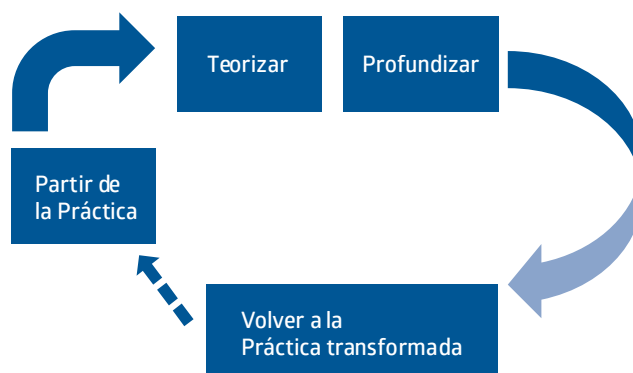 Teorizar
Profundizar
Partir de
la Práctica
Volver a la
Práctica transformada